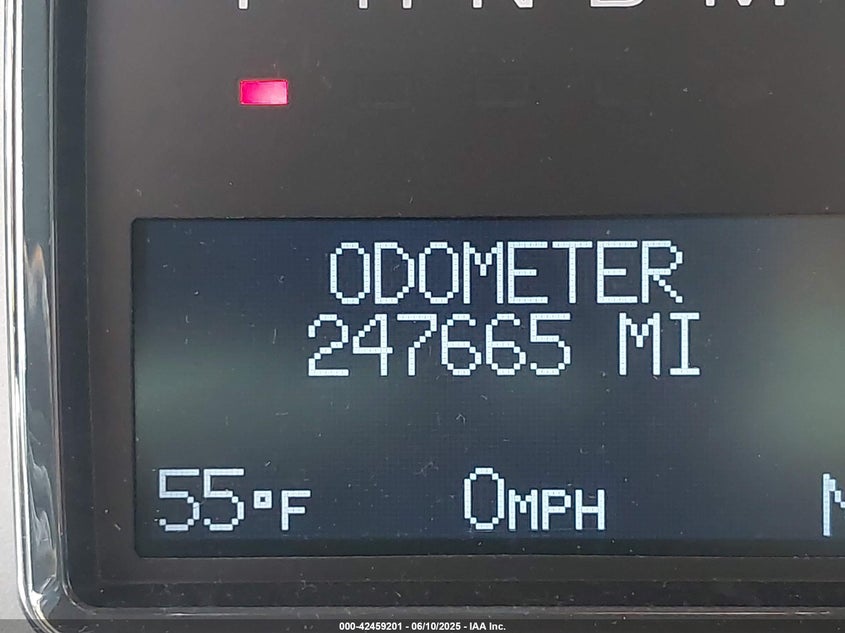 ODOMETER
247665 MI
55°F 0MPH
000-42459201 - 06/10/2025 - IAA Inc.